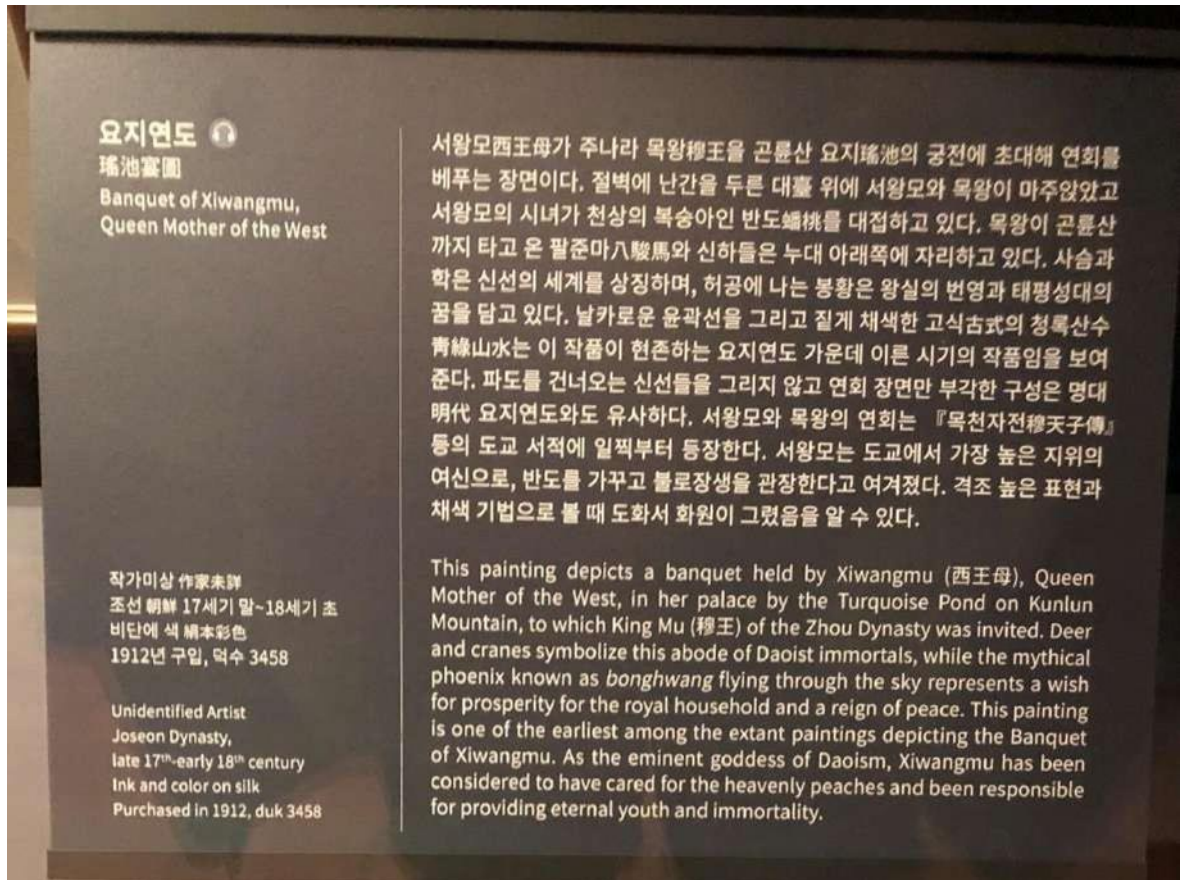 요지연도
瑤池宴圖
Banquet of Xiwangmu,
Queen Mother of the West
작가미상 作家未詳
조선 朝鮮 17세기 말~18세기 초
비단에 색 絹本彩色
1912년 구입, 덕수 3458
Unidentified Artist
Joseon Dynasty,
late 17th-early 18th century
Ink and color on silk
Purchased in 1912, duk 3458
서왕모西王母가 주나라 목왕穆王을 곤륜산 요지瑤池의 궁전에 초대해 연회를
베푸는 장면이다. 절벽에 난간을 두른 대臺 위에 서왕모와 목왕이 마주앉았고
서왕모의 시녀가 천상의 복숭아인 반도蟠桃를 대접하고 있다. 목왕이 곤륜산
까지 타고 온 팔준마八駿馬와 신하들은 누대 아래쪽에 자리하고 있다. 사슴과
학은 신선의 세계를 상징하며, 허공에 나는 봉황은 왕실의 번영과 태평성대의
꿈을 담고 있다. 날카로운 윤곽선을 그리고 짙게 채색한 고식古式의 청록산수
靑綠山水는 이 작품이 현존하는 요지연도 가운데 이른 시기의 작품임을 보여
준다. 파도를 건너오는 신선들을 그리지 않고 연회 장면만 부각한 구성은 명대
明代 요지연도와도 유사하다. 서왕모와 목왕의 연회는 『목천자전穆天子傳』
등의 도교 서적에 일찍부터 등장한다. 서왕모는 도교에서 가장 높은 지위의
여신으로, 반도를 가꾸고 불로장생을 관장한다고 여겨졌다. 격조 높은 표현과
채색 기법으로 볼 때 도화서 화원이 그렸음을 알 수 있다.
This painting depicts a banquet held by Xiwangmu (西王母), Queen
Mother of the West, in her palace by the Turquoise Pond on Kunlun
Mountain, to which King Mu (穆王) of the Zhou Dynasty was invited. Deer
and cranes symbolize this abode of Daoist immortals, while the mythical
phoenix known as bonghwang flying through the sky represents a wish
for prosperity for the royal household and a reign of peace. This painting
is one of the earliest among the extant paintings depicting the Banquet
of Xiwangmu. As the eminent goddess of Daoism, Xiwangmu has been
considered to have cared for the heavenly peaches and been responsible
for providing eternal youth and immortality.